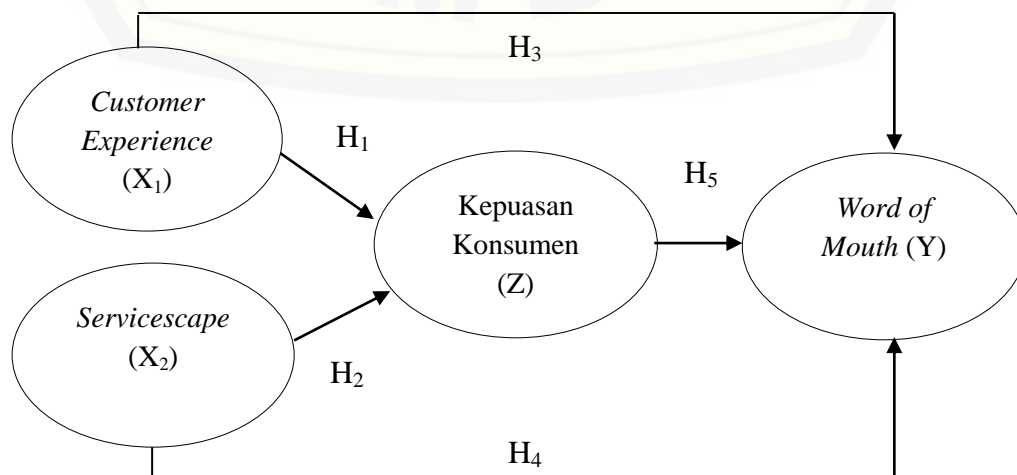 H₃
Customer
Experience
(X₁)
H₁
Kepuasan
Konsumen
(Z)
H₅
Word of
Mouth (Y)
Servicescape
(X₂)
H₂
H₄